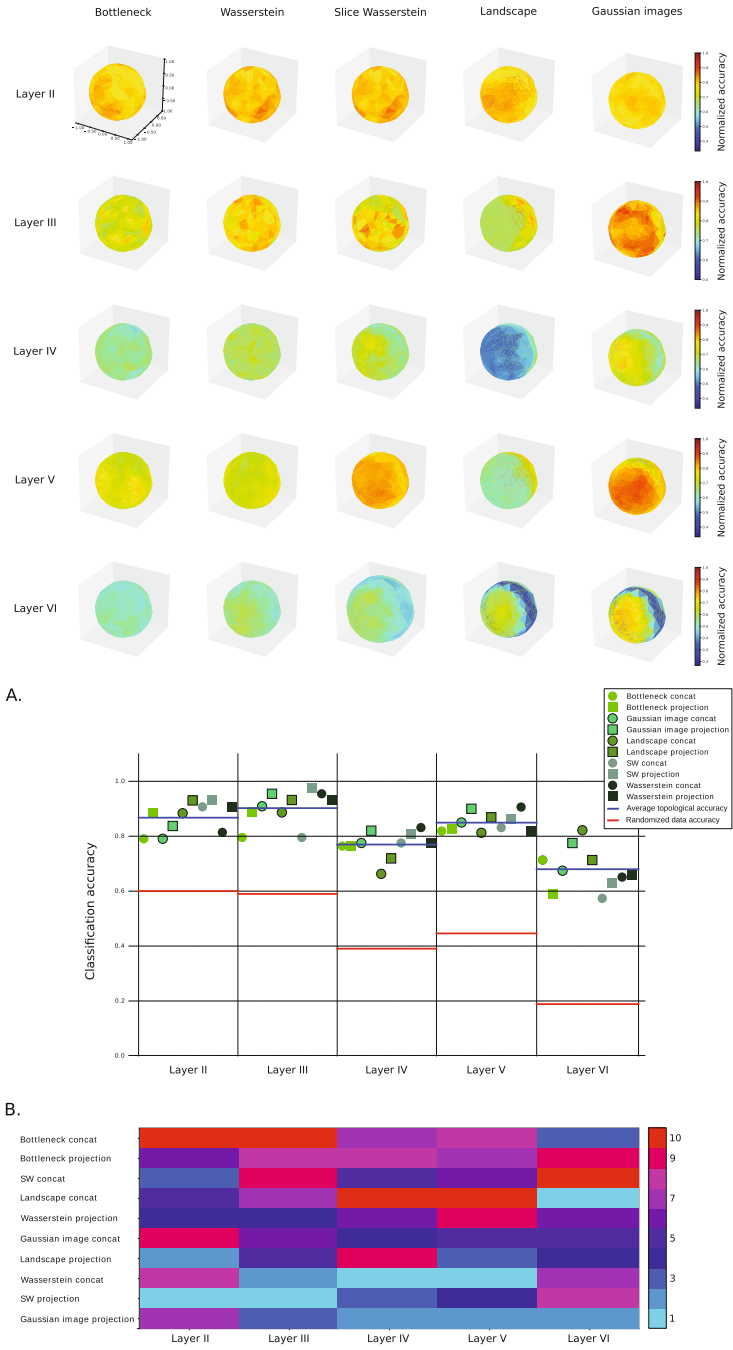 Bottleneck Wasserstein Slice Wasserstein Landscape Gaussian images
Layer II
Normalized accuracy
Layer III
Normalized accuracy
Layer IV
Normalized accuracy
Layer V
Normalized accuracy
Layer VI
Normalized accuracy
A.
Bottleneck concat
Bottleneck projection
Gaussian image concat
Gaussian image projection
Landscape concat
Landscape projection
SW concat
SW projection
Wasserstein concat
Wasserstein projection
Average topological accuracy
Randomized data accuracy
Classification accuracy
1.0
0.8
0.6
0.4
0.2
0.0
Layer II Layer III Layer IV Layer V Layer VI
B.
Bottleneck concat
Bottleneck projection
SW concat
Landscape concat
Wasserstein projection
Gaussian image concat
Landscape projection
Wasserstein concat
SW projection
Gaussian image projection
10
9
7
5
3
1
Layer II Layer III Layer IV Layer V Layer VI